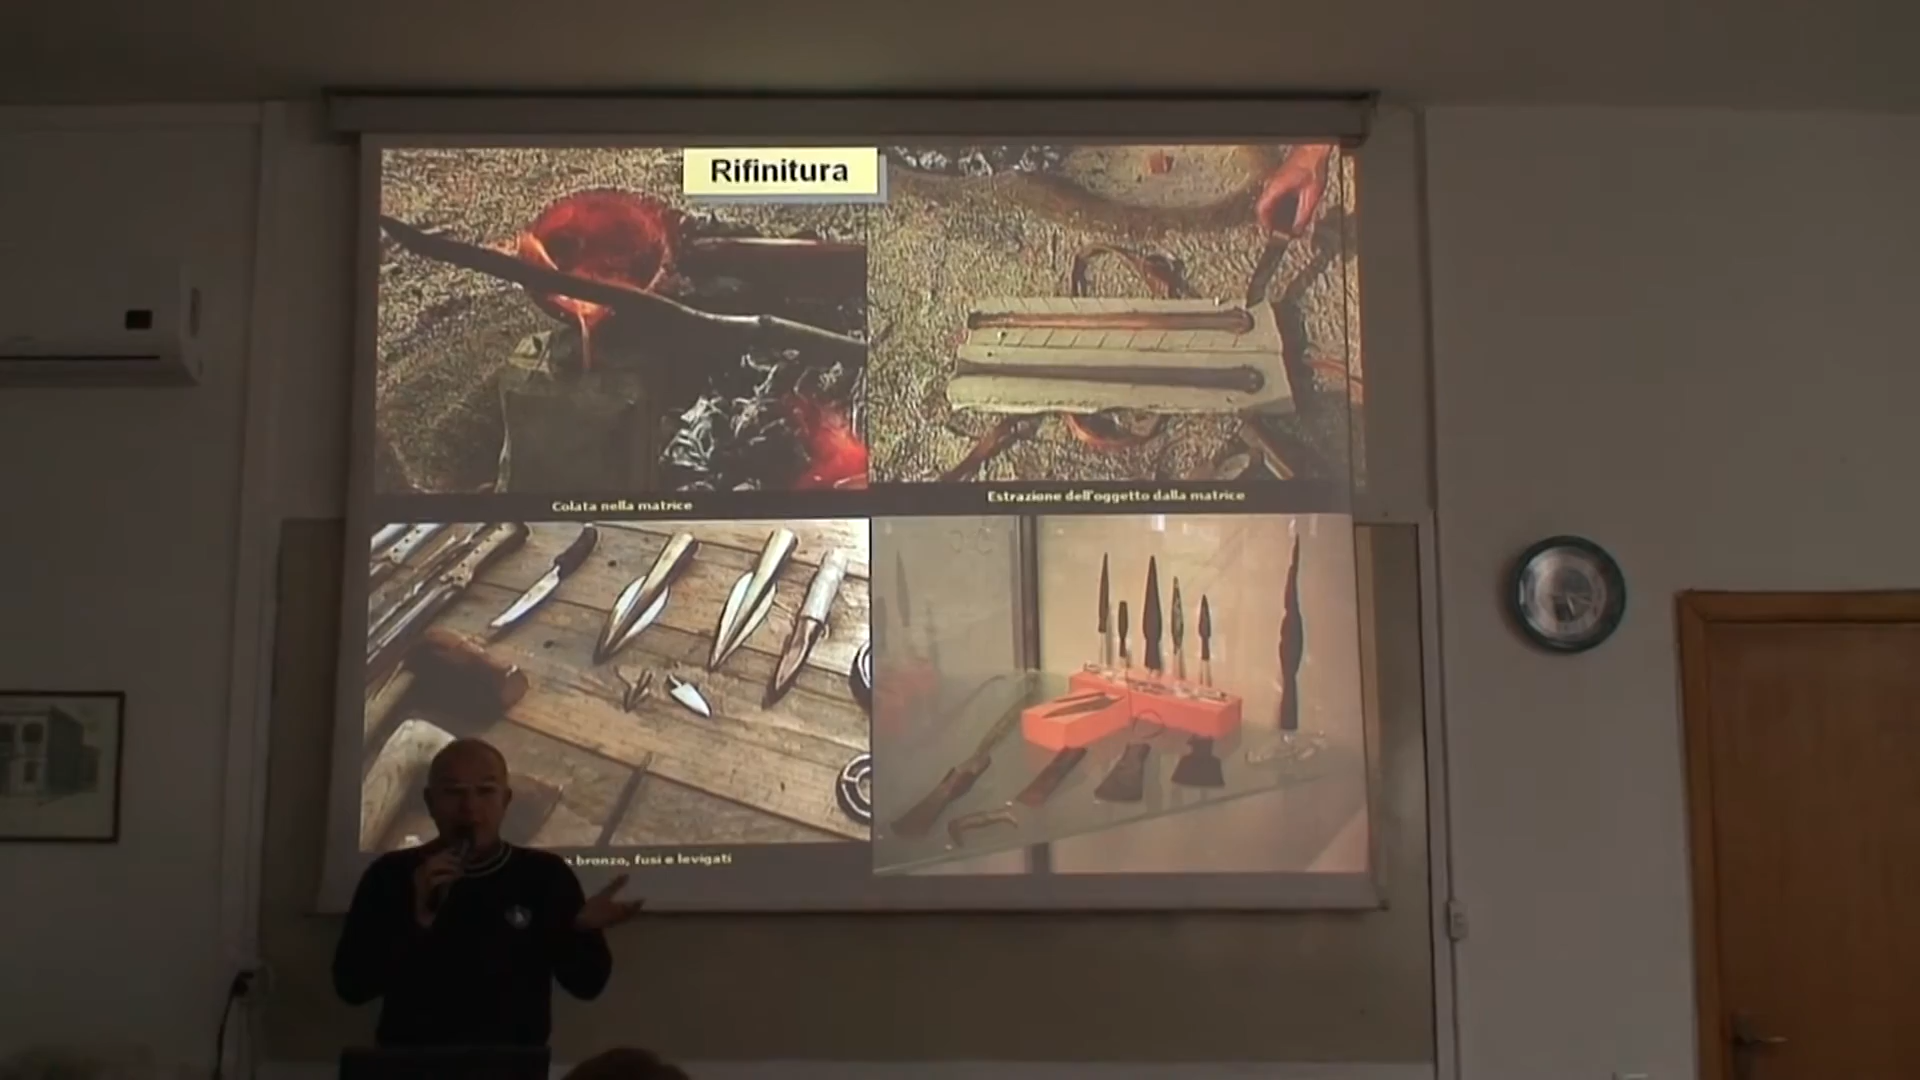 Rifinitura
Colata nella matrice
Estrazione dell'oggetto dalla matrice
bronzo, fusi e levigati